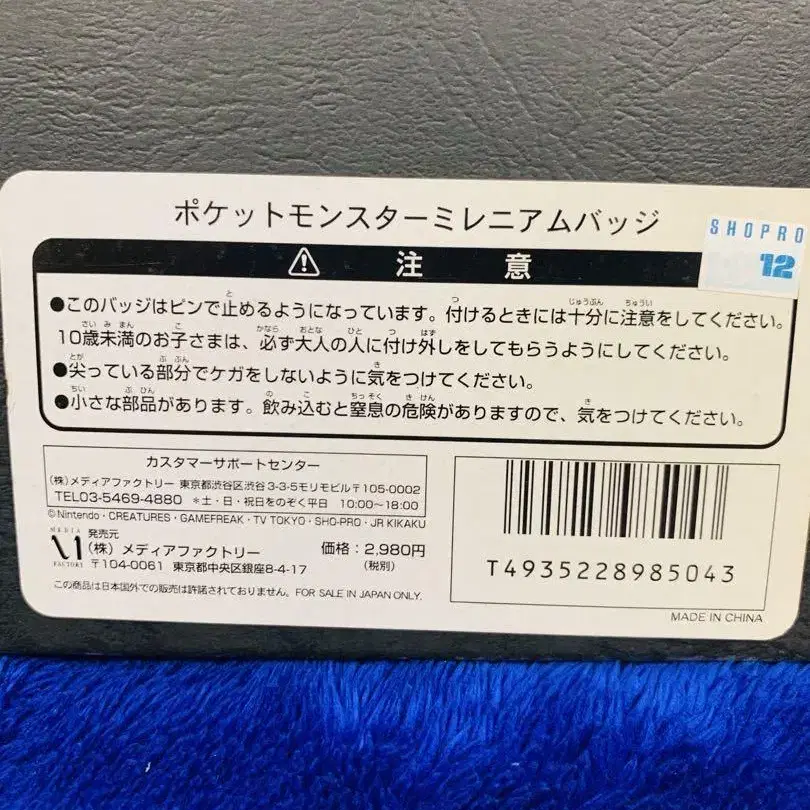 ポケットモンスターミレニアムバッジ
SHOPRO
12
注意
●このバッジはピンで止めるようになっています。付けるときには十分に注意をしてください。
10歳未満のお子さまは、必ず大人の人に付け外しをしてもらうようにしてください。
●尖っている部分でケガをしないように気をつけてください。
●小さな部品があります。飲み込むと窒息の危険がありますので、気をつけてください。
カスタマーサポートセンター
(株)メディアファクトリー 東京都渋谷区渋谷3-3-5モリモビル〒105-0002
TEL03-5469-4880 *土・日・祝日をのぞく平日 10:00~18:00
©Nintendo・CREATURES・GAMEFREAK・TV TOKYO・SHO-PRO・JR KIKAKU
MEDIA FACTORY
発売元
(株)メディアファクトリー
〒104-0061 東京都中央区銀座8-4-17
価格:2,980円
(税別)
この商品は日本国外での販売は許諾されておりません。FOR SALE IN JAPAN ONLY.
T4935228985043
MADE IN CHINA